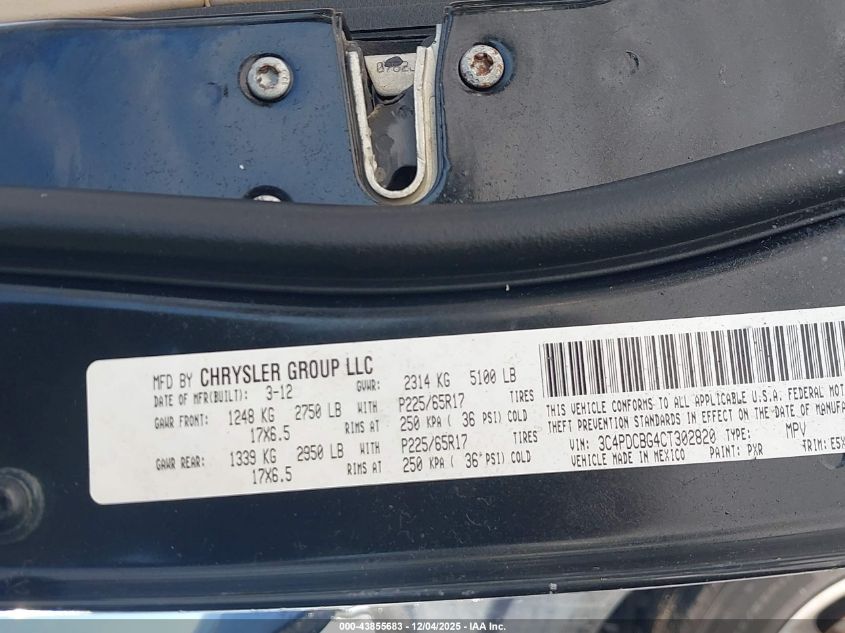 MFD BY CHRYSLER GROUP LLC
DATE OF MFR(BUILT): 3-12 GVWR: 2314 KG 5100 LB
GAWR FRONT: 1248 KG 2750 LB WITH P225/65R17 TIRES
17X6.5 RIMS AT 250 KPA ( 36 PSI) COLD
GAWR REAR: 1339 KG 2950 LB WITH P225/65R17 TIRES
17X6.5 RIMS AT 250 KPA ( 36 PSI) COLD
THIS VEHICLE CONFORMS TO ALL APPLICABLE U.S.A. FEDERAL MOT
THEFT PREVENTION STANDARDS IN EFFECT ON THE DATE OF MANUFA
VIN: 3C4PDCBG4CT302820 TYPE: MPV
VEHICLE MADE IN MEXICO PAINT: PXR TRIM: E5X
000-43855683 - 12/04/2025 - IAA Inc.